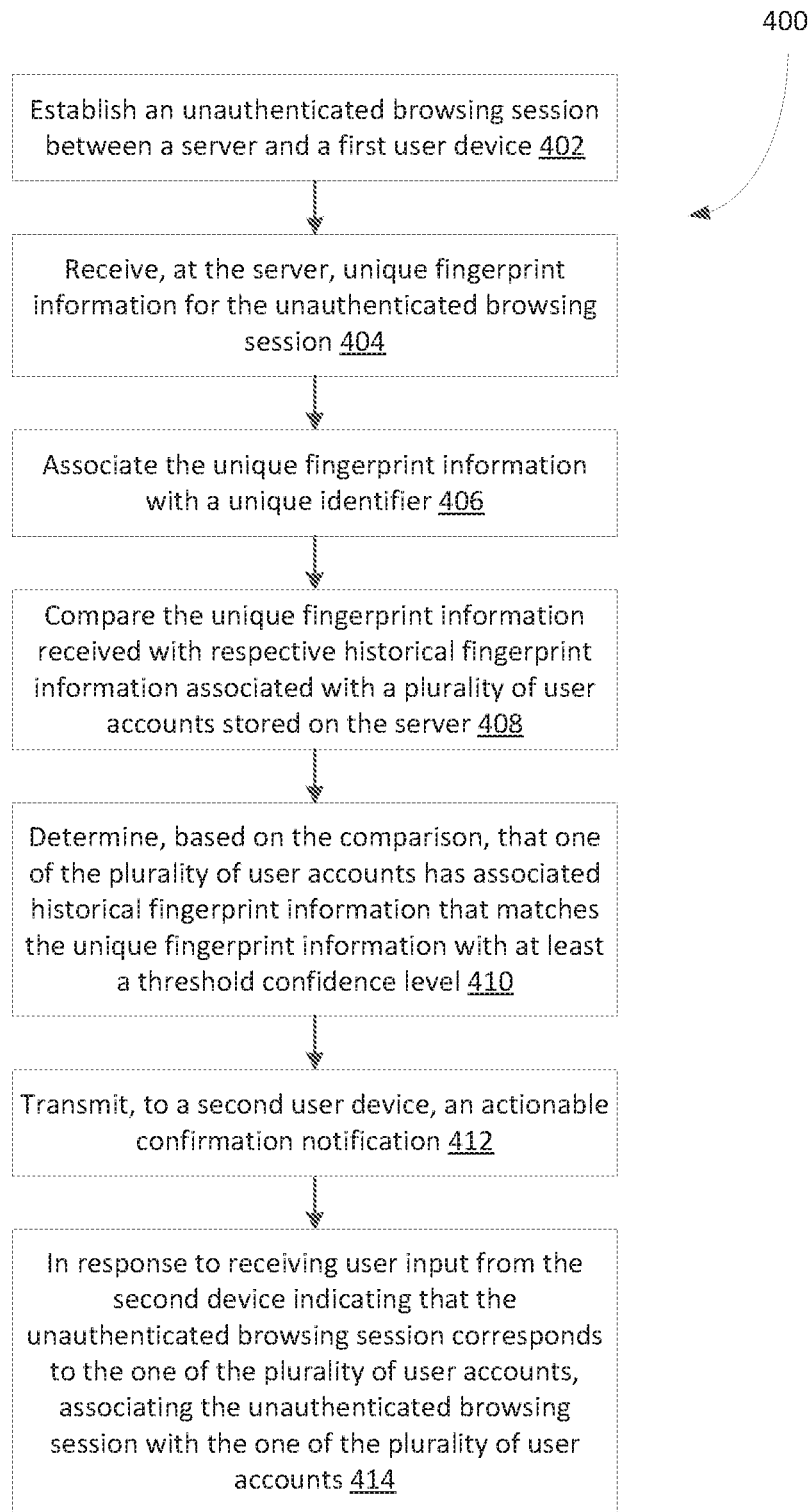 400
Establish an unauthenticated browsing session
between a server and a first user device 402
Receive, at the server, unique fingerprint
information for the unauthenticated browsing
session 404
Associate the unique fingerprint information
with a unique identifier 406
Compare the unique fingerprint information
received with respective historical fingerprint
information associated with a plurality of user
accounts stored on the server 408
Determine, based on the comparison, that one
of the plurality of user accounts has associated
historical fingerprint information that matches
the unique fingerprint information with at least
a threshold confidence level 410
Transmit, to a second user device, an actionable
confirmation notification 412
In response to receiving user input from the
second device indicating that the
unauthenticated browsing session corresponds
to the one of the plurality of user accounts,
associating the unauthenticated browsing
session with the one of the plurality of user
accounts 414